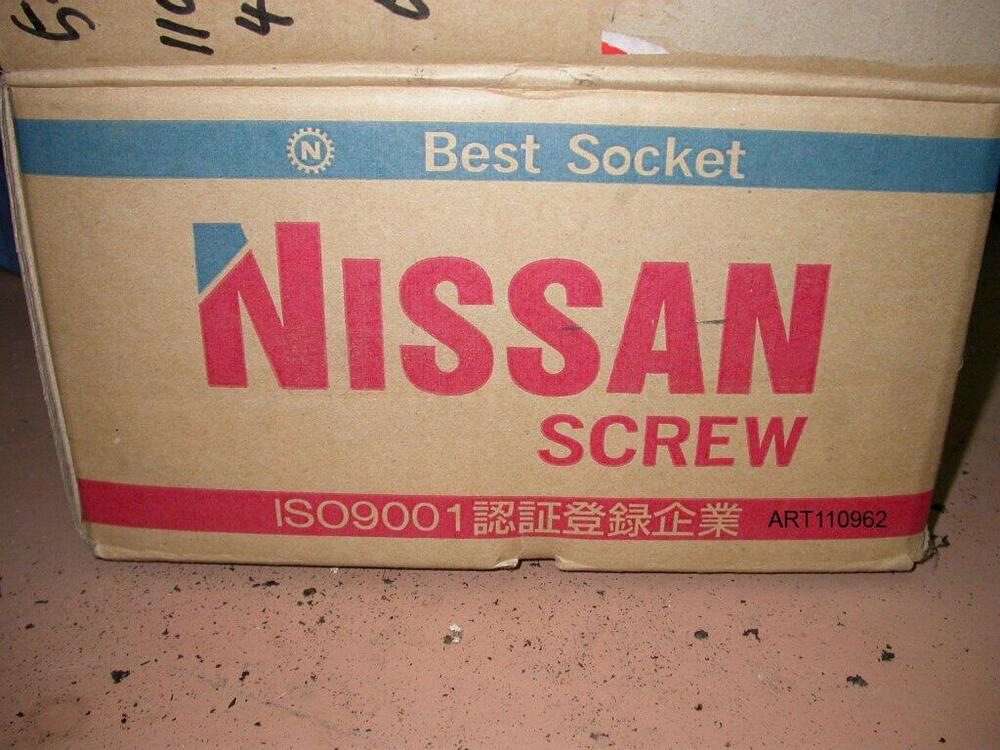 N Best Socket
NISSAN
SCREW
ISO9001認証登録企業 ART110962